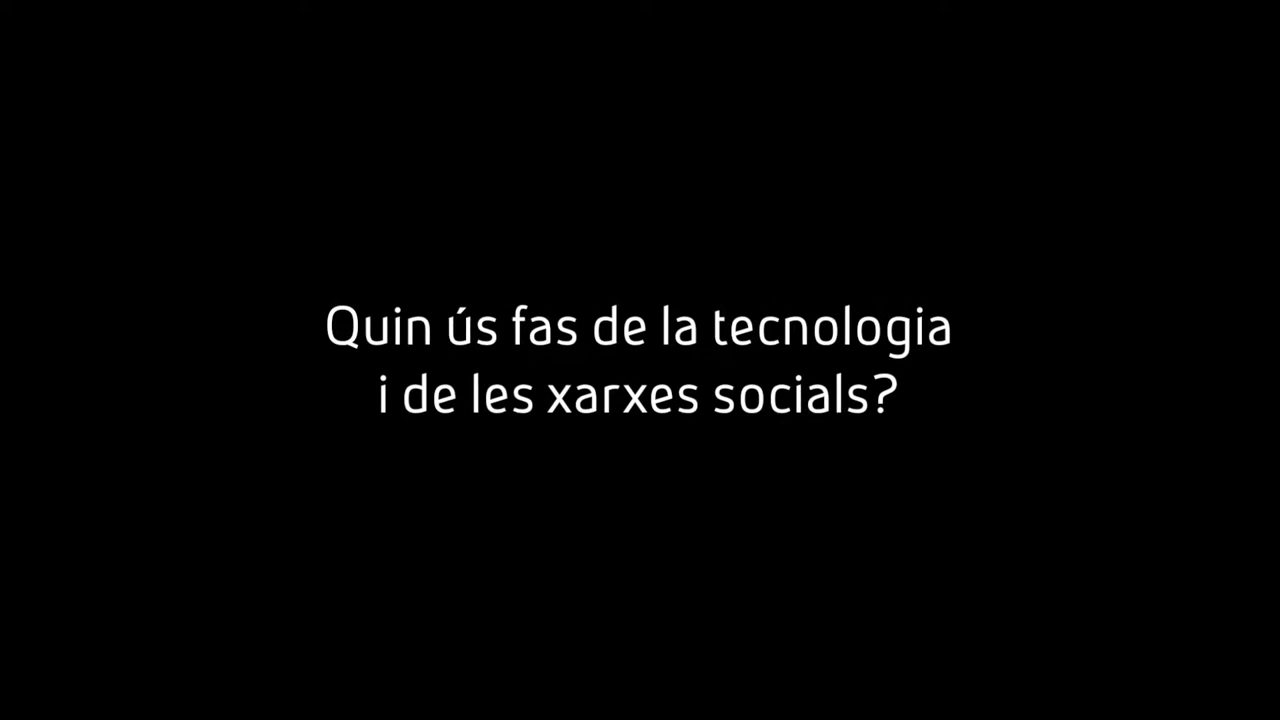 Quin ús fas de la tecnologia
i de les xarxes socials?